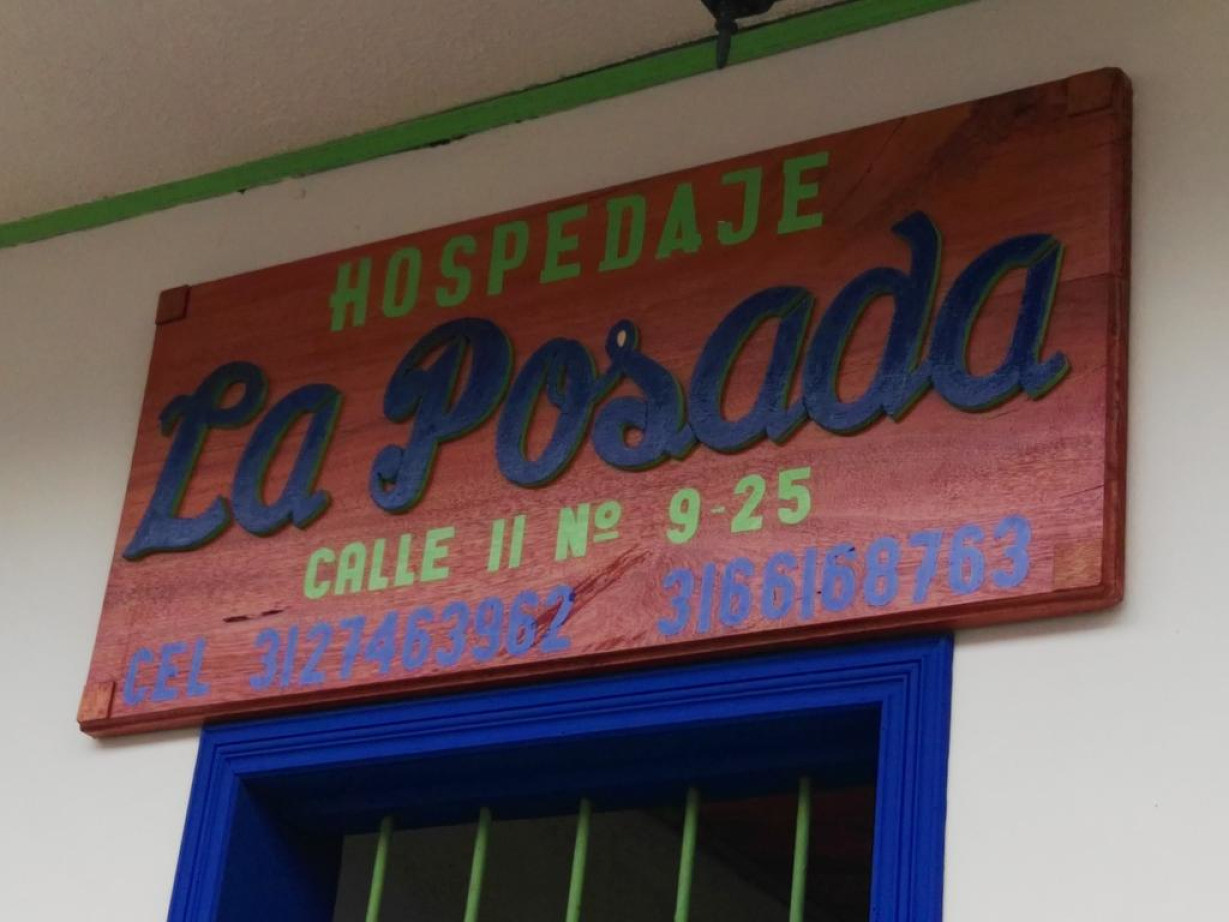 HOSPEDAJE
La Posada
CALLE 11 Nº 9-25
CEL 3127463962 3166168763